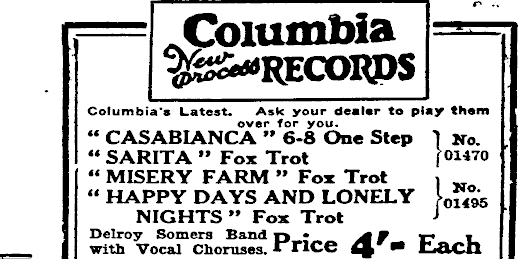 Columbia
New process RECORDS
Columbia's Latest. Ask your dealer to play them
over for you.
“ CASABIANCA ” 6-8 One Step
“ SARITA ” Fox Trot
No.
01470
“ MISERY FARM ” Fox Trot
“ HAPPY DAYS AND LONELY
NIGHTS ” Fox Trot
No.
01495
Delroy Somers Band
with Vocal Choruses.
Price 4'- Each